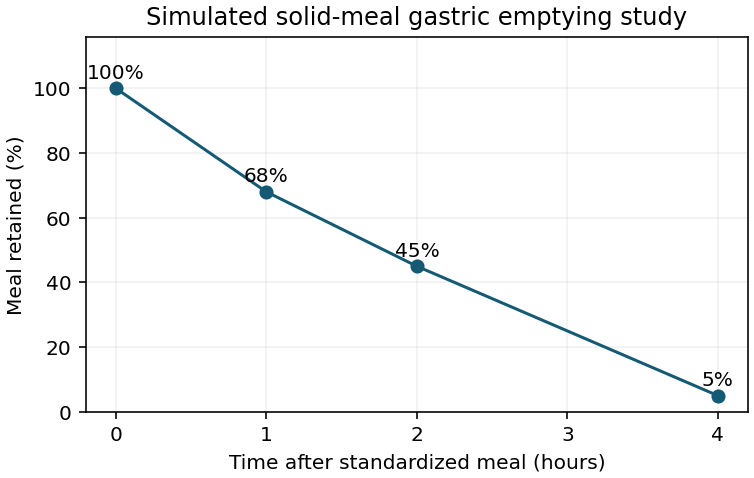 Simulated solid-meal gastric emptying study
Meal retained (%)
100
80
60
40
20
0
100%
68%
45%
5%
0 1 2 3 4
Time after standardized meal (hours)